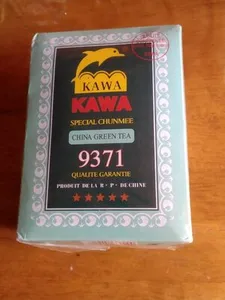 KAWA
KAWA
SPECIAL CHUNMEE
CHINA GREEN TEA
9371
QUALITE GARANTIE
PRODUIT DE LA R·P·DE CHINE